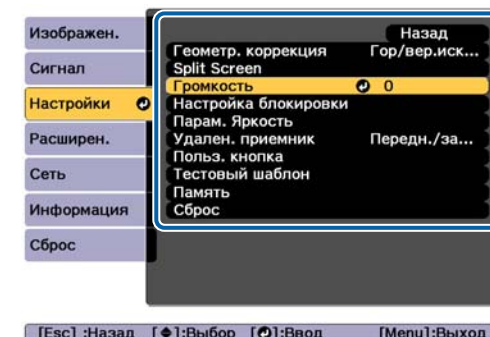 Изображен.
Сигнал
Настройки
Расширен.
Сеть
Информация
Сброс
Назад
Геометр. коррекция Гор/вер.иск...
Split Screen
Громкость 0
Настройка блокировки
Парам. Яркость
Удален. приемник Передн./за...
Польз. кнопка
Тестовый шаблон
Память
Сброс
[Esc] :Назад [◆]:Выбор [↵]:Ввод [Menu]:Выход